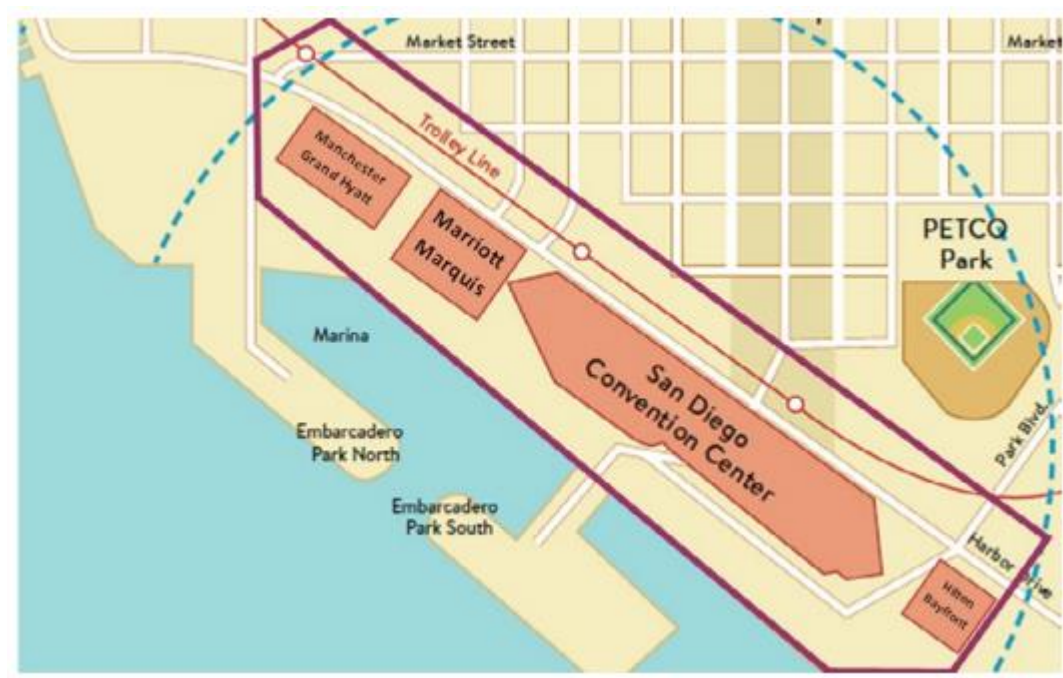 Market Street
Market
Trolley Line
Manchester
Grand Hyatt
Marriott
Marquis
PETCO
Park
Marina
San Diego
Convention Center
Embarcadero
Park North
Park Blvd.
Embarcadero
Park South
Harbor Drive
Hilton
Bayfront